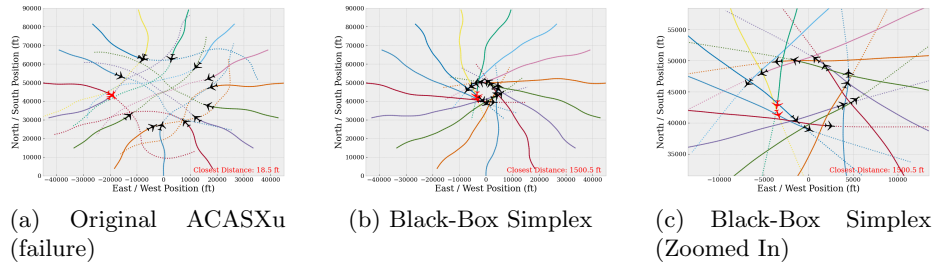 90000
80000
70000
60000
50000
40000
30000
20000
10000
0
North / South Position (ft)
−40000 −30000 −20000 −10000 0 10000 20000 30000 40000
East / West Position (ft)
Closest Distance: 18.5 ft
90000
80000
70000
60000
50000
40000
30000
20000
10000
0
North / South Position (ft)
−40000 −30000 −20000 −10000 0 10000 20000 30000 40000
East / West Position (ft)
Closest Distance: 1500.5 ft
55000
50000
45000
40000
35000
North / South Position (ft)
−10000 −5000 0 5000 10000
East / West Position (ft)
Closest Distance: 1500.5 ft
(a) Original ACASXu
(failure)
(b) Black-Box Simplex
(c) Black-Box Simplex
(Zoomed In)